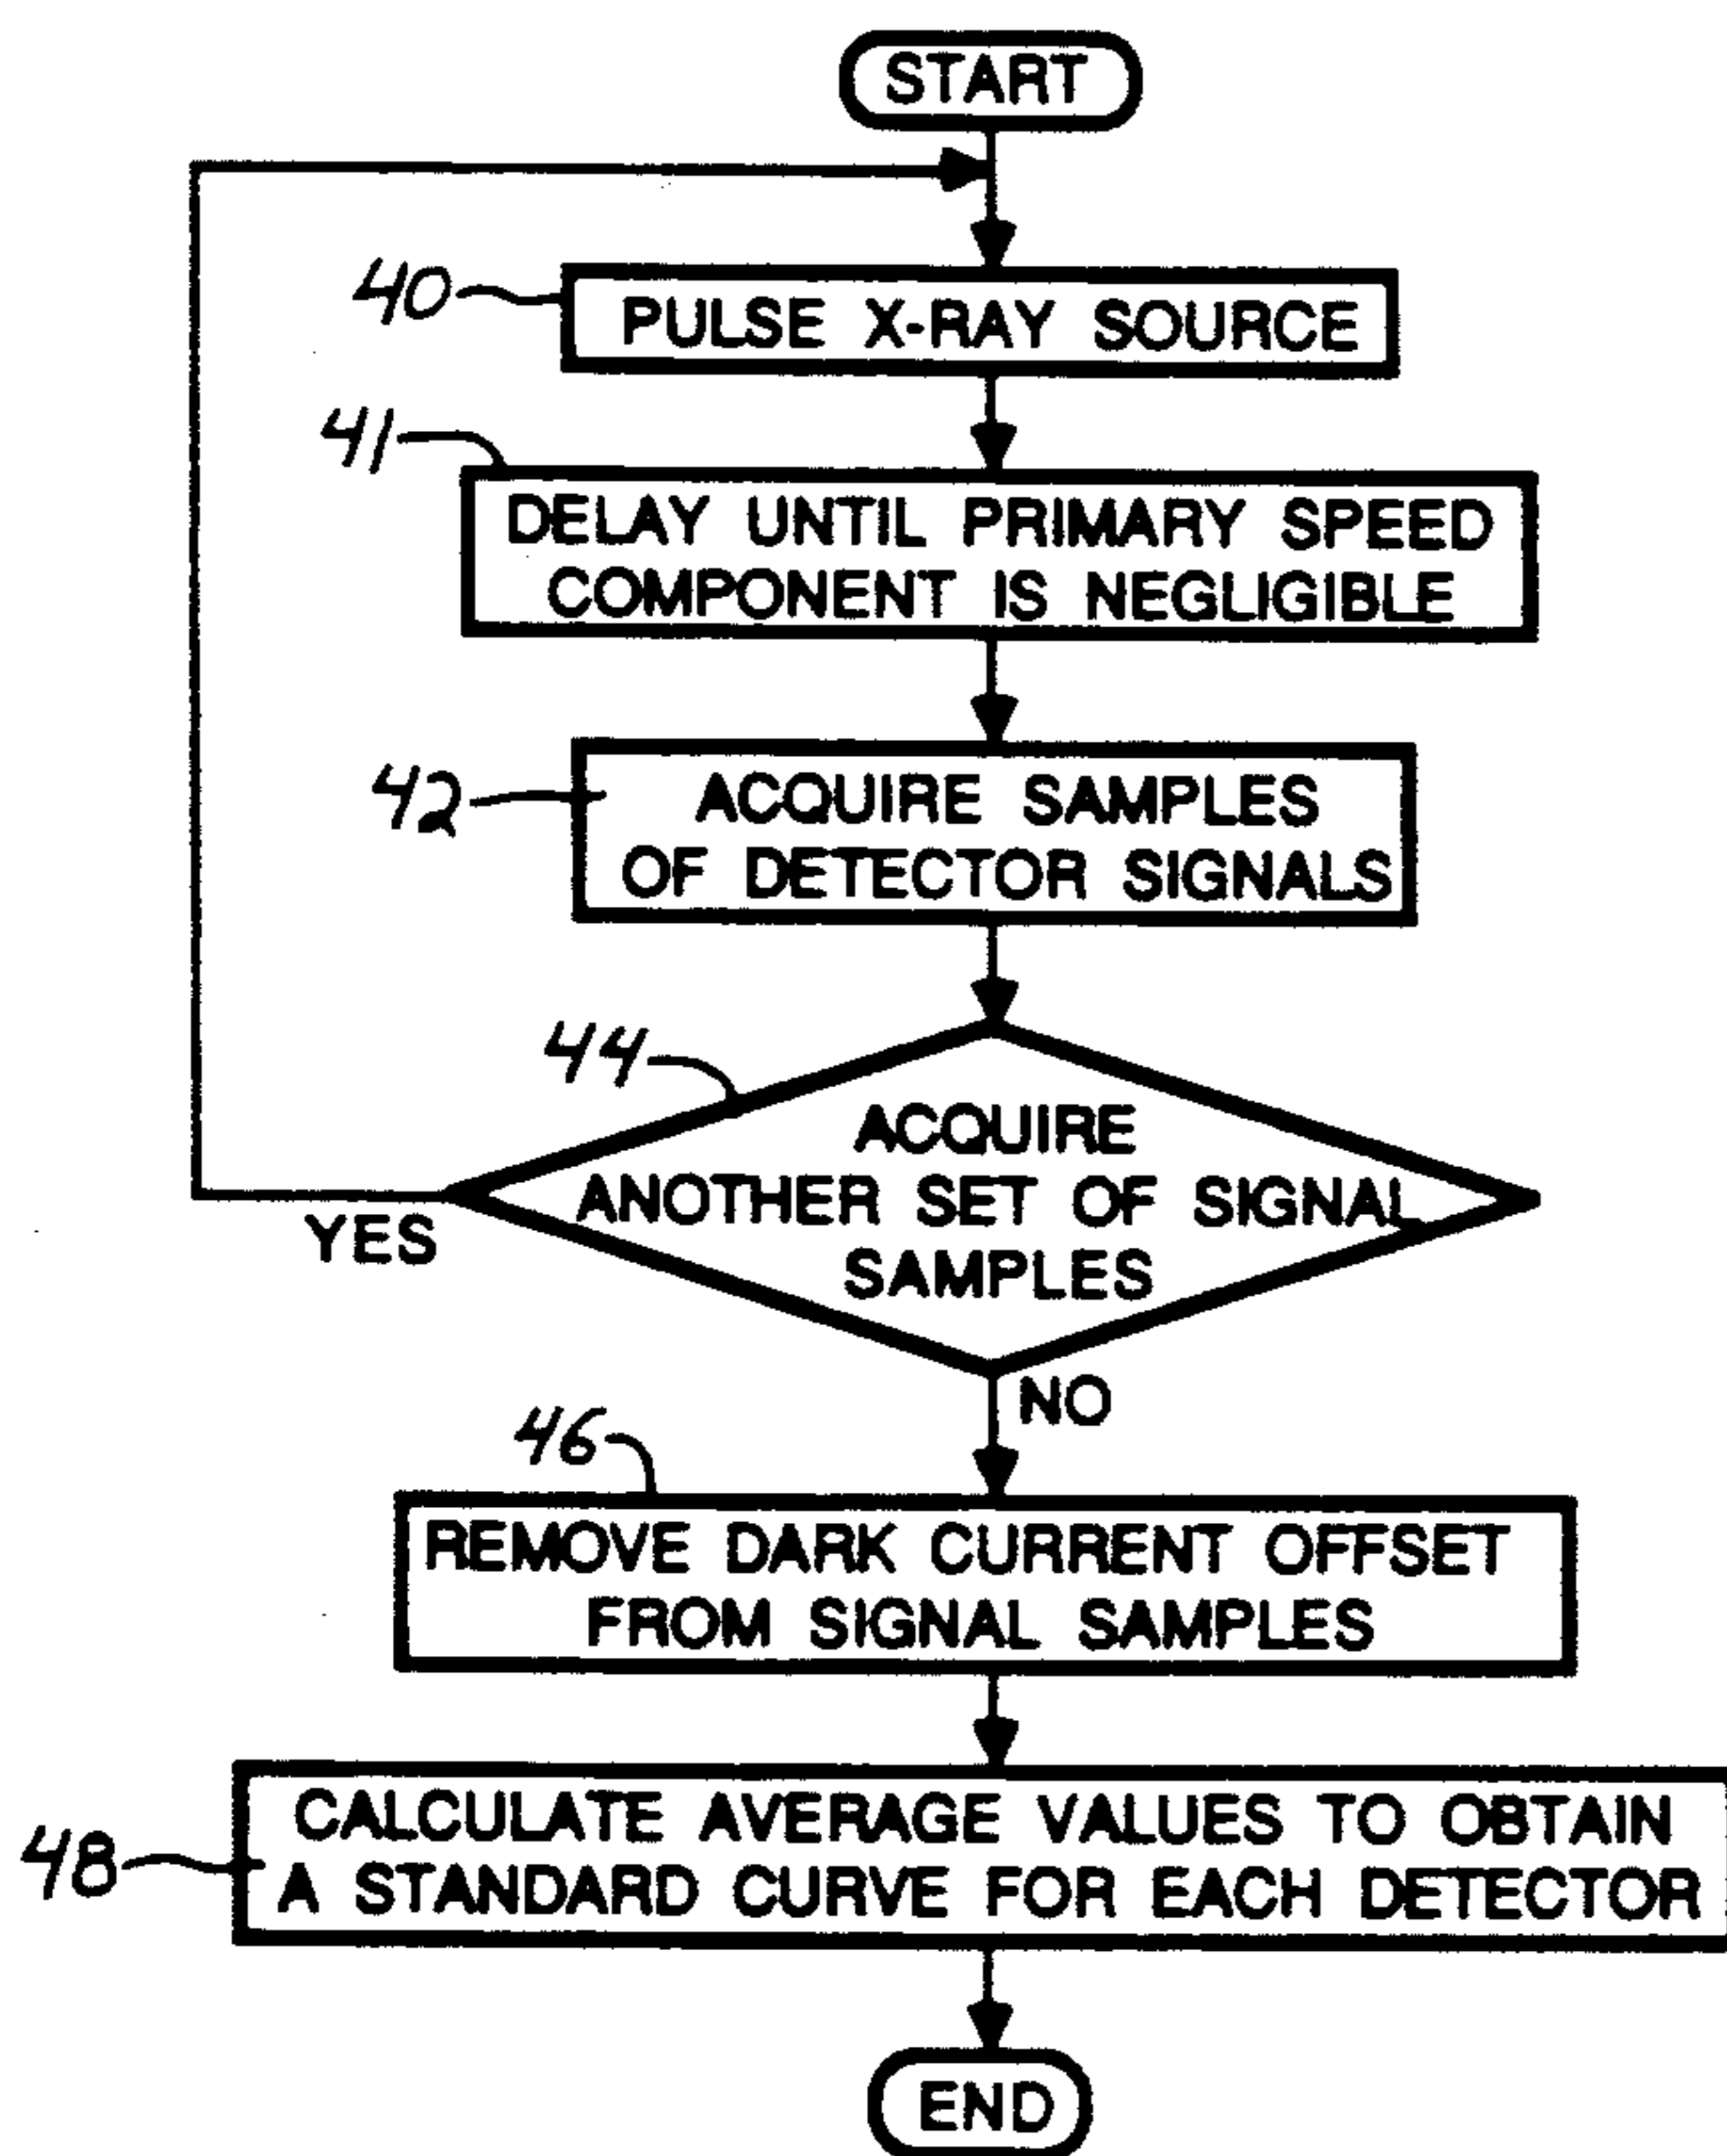 START
40
PULSE X-RAY SOURCE
41
DELAY UNTIL PRIMARY SPEED
COMPONENT IS NEGLIGIBLE
42
ACQUIRE SAMPLES
OF DETECTOR SIGNALS
44
ACQUIRE
ANOTHER SET OF SIGNAL
SAMPLES
YES
NO
46
REMOVE DARK CURRENT OFFSET
FROM SIGNAL SAMPLES
48
CALCULATE AVERAGE VALUES TO OBTAIN
A STANDARD CURVE FOR EACH DETECTOR
END